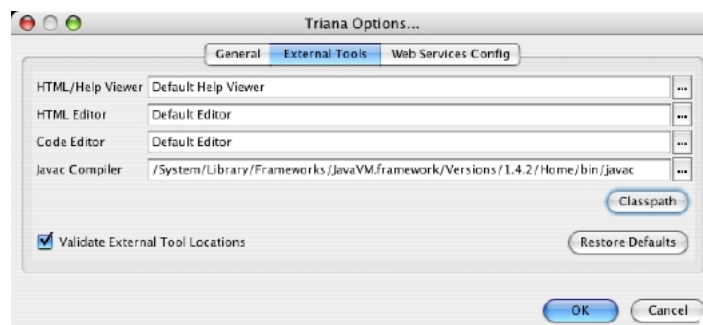 Triana Options...
General External Tools Web Services Config
HTML/Help Viewer Default Help Viewer ...
HTML Editor Default Editor ...
Code Editor Default Editor ...
Javac Compiler /System/Library/Frameworks/JavaVM.framework/Versions/1.4.2/Home/bin/javac ...
Classpath
Validate External Tool Locations Restore Defaults
OK Cancel